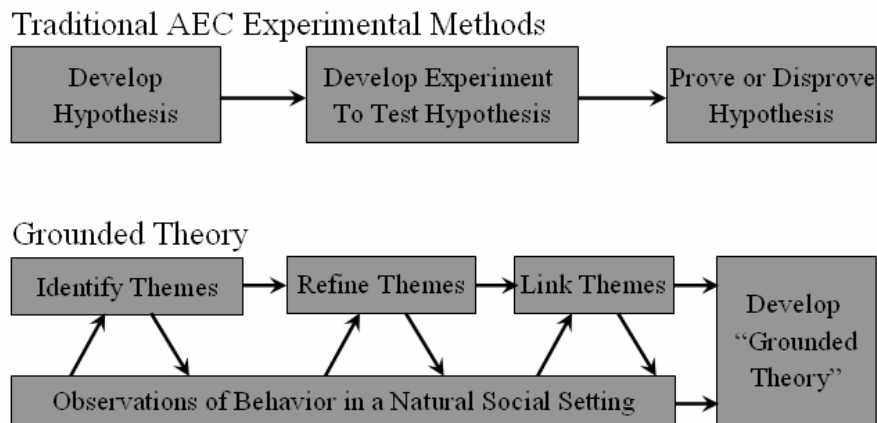 Traditional AEC Experimental Methods
Develop
Hypothesis
Develop Experiment
To Test Hypothesis
Prove or Disprove
Hypothesis
Grounded Theory
Identify Themes
Refine Themes
Link Themes
Develop
“Grounded
Theory”
Observations of Behavior in a Natural Social Setting